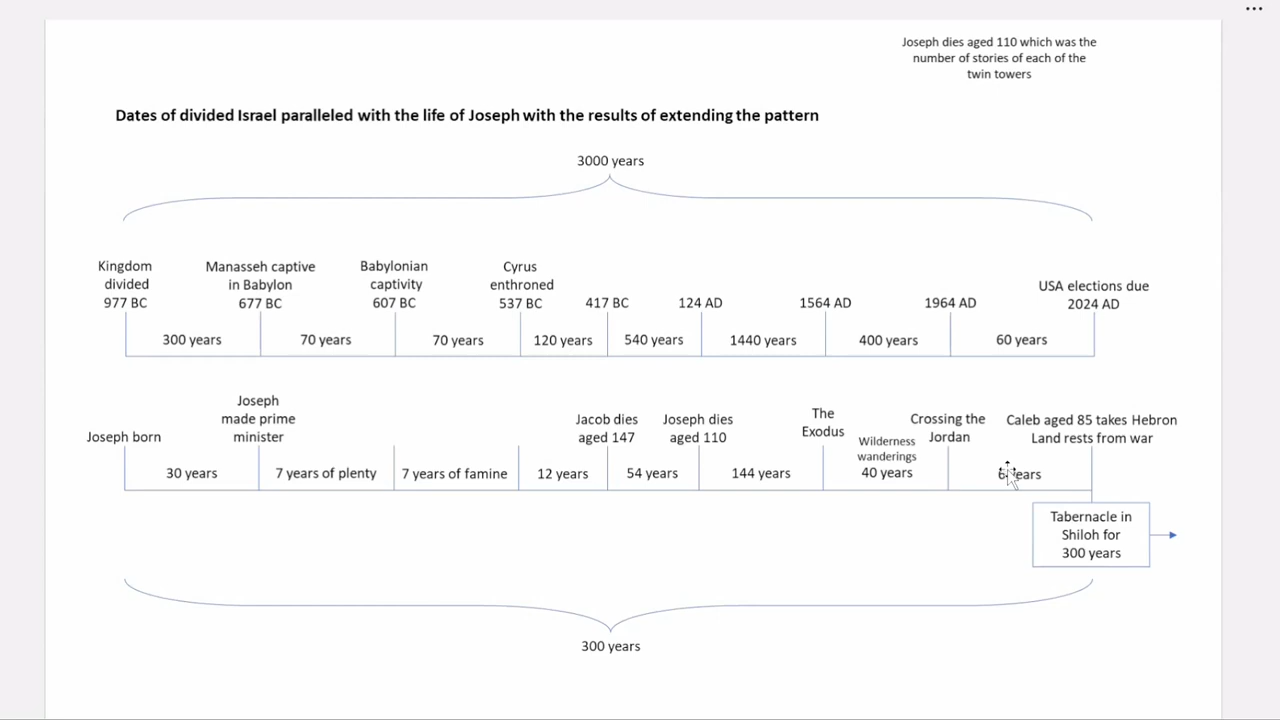 Joseph dies aged 110 which was the
number of stories of each of the
twin towers
Dates of divided Israel paralleled with the life of Joseph with the results of extending the pattern
3000 years
Kingdom
divided
977 BC
Manasseh captive
in Babylon
677 BC
Babylonian
captivity
607 BC
Cyrus
enthroned
537 BC
417 BC
124 AD
1564 AD
1964 AD
USA elections due
2024 AD
300 years
70 years
70 years
120 years
540 years
1440 years
400 years
60 years
Joseph born
Joseph
made prime
minister
Jacob dies
aged 147
Joseph dies
aged 110
The
Exodus
Wilderness
wanderings
Crossing the
Jordan
Caleb aged 85 takes Hebron
Land rests from war
30 years
7 years of plenty
7 years of famine
12 years
54 years
144 years
40 years
6 years
Tabernacle in
Shiloh for
300 years
300 years